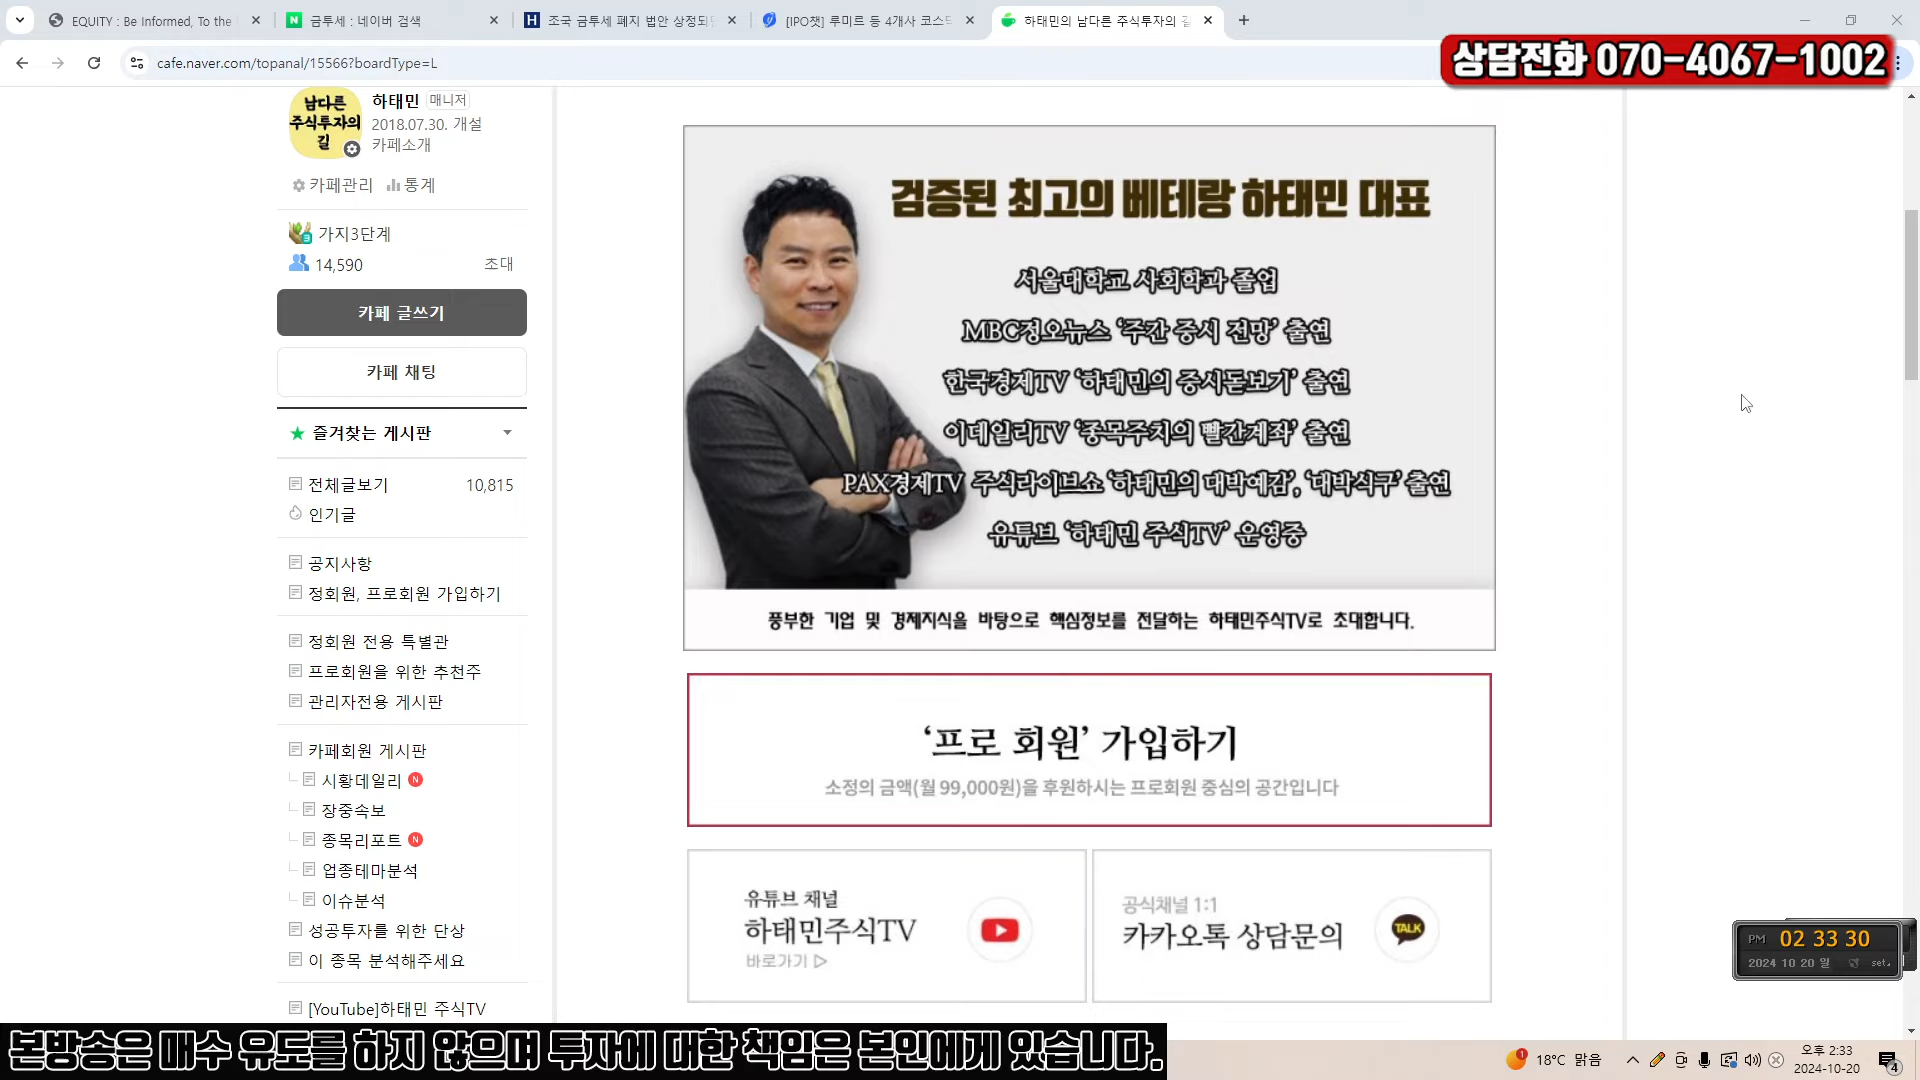 EQUITY : Be Informed, To the
금투세 : 네이버 검색
조국 금투세 폐지 법안 상정되면
[IPO챗] 루미르 등 4개사 코스닥
하태민의 남다른 주식투자의 길
cafe.naver.com/topanal/15566?boardType=L
상담전화 070-4067-1002
남다른
주식투자의
길
하태민 매니저
2018.07.30. 개설
카페소개
카페관리 통계
가지3단계
14,590 초대
카페 글쓰기
카페 채팅
즐겨찾는 게시판
전체글보기 10,815
인기글
공지사항
정회원, 프로회원 가입하기
정회원 전용 특별관
프로회원을 위한 추천주
관리자전용 게시판
카페회원 게시판
시황데일리 N
장중속보
종목리포트 N
업종테마분석
이슈분석
성공투자를 위한 단상
이 종목 분석해주세요
[YouTube]하태민 주식TV
검증된 최고의 베테랑 하태민 대표
서울대학교 사회학과 졸업
MBC정오뉴스 '주간 증시 전망' 출연
한국경제TV '하태민의 증시돋보기' 출연
이데일리TV '종목주치의 빨간계좌' 출연
PAX경제TV 주식라이브쇼 '하태민의 대박예감', '대박식구' 출연
유튜브 '하태민 주식TV' 운영중
풍부한 기업 및 경제지식을 바탕으로 핵심정보를 전달하는 하태민주식TV로 초대합니다.
'프로 회원' 가입하기
소정의 금액(월 99,000원)을 후원하시는 프로회원 중심의 공간입니다
유튜브 채널
하태민주식TV
바로가기 ▷
공식채널 1:1
카카오톡 상담문의
TALK
PM 02 33 30
2024 10 20 일 set
본방송은 매수 유도를 하지 않으며 투자에 대한 책임은 본인에게 있습니다.
1 18°C 맑음
오후 2:33
2024-10-20
4